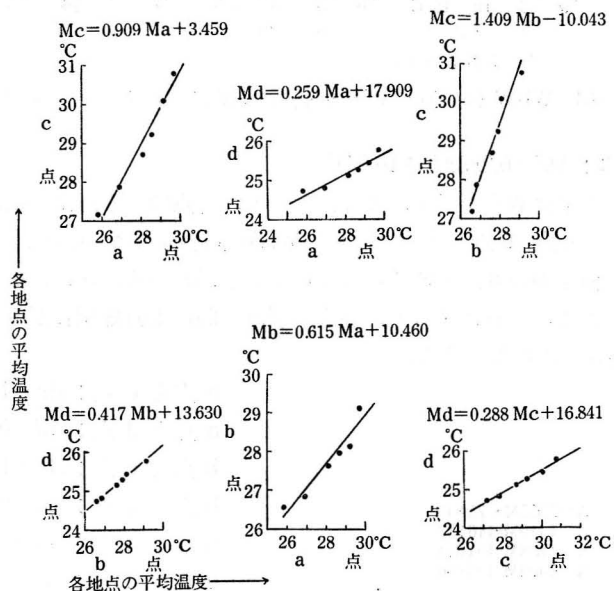 Mc=0.909 Ma+3.459
℃
31
30
c
29
点
28
27
26 28 30℃
a 点
Md=0.259 Ma+17.909
℃
26
d
25
点
24
24 26 28 30℃
a 点
Mc=1.409 Mb-10.043
℃
31
30
c
29
点
28
27
26 28 30℃
b 点
各地点の平均温度
Md=0.417 Mb+13.630
℃
d
26
25
点
24
26 28 30℃
b 点
Mb=0.615 Ma+10.460
℃
29
b
28
点
27
26
26 28 30℃
a 点
Md=0.288 Mc+16.841
℃
26
d
25
点
24
26 28 30 32℃
c 点
各地点の平均温度